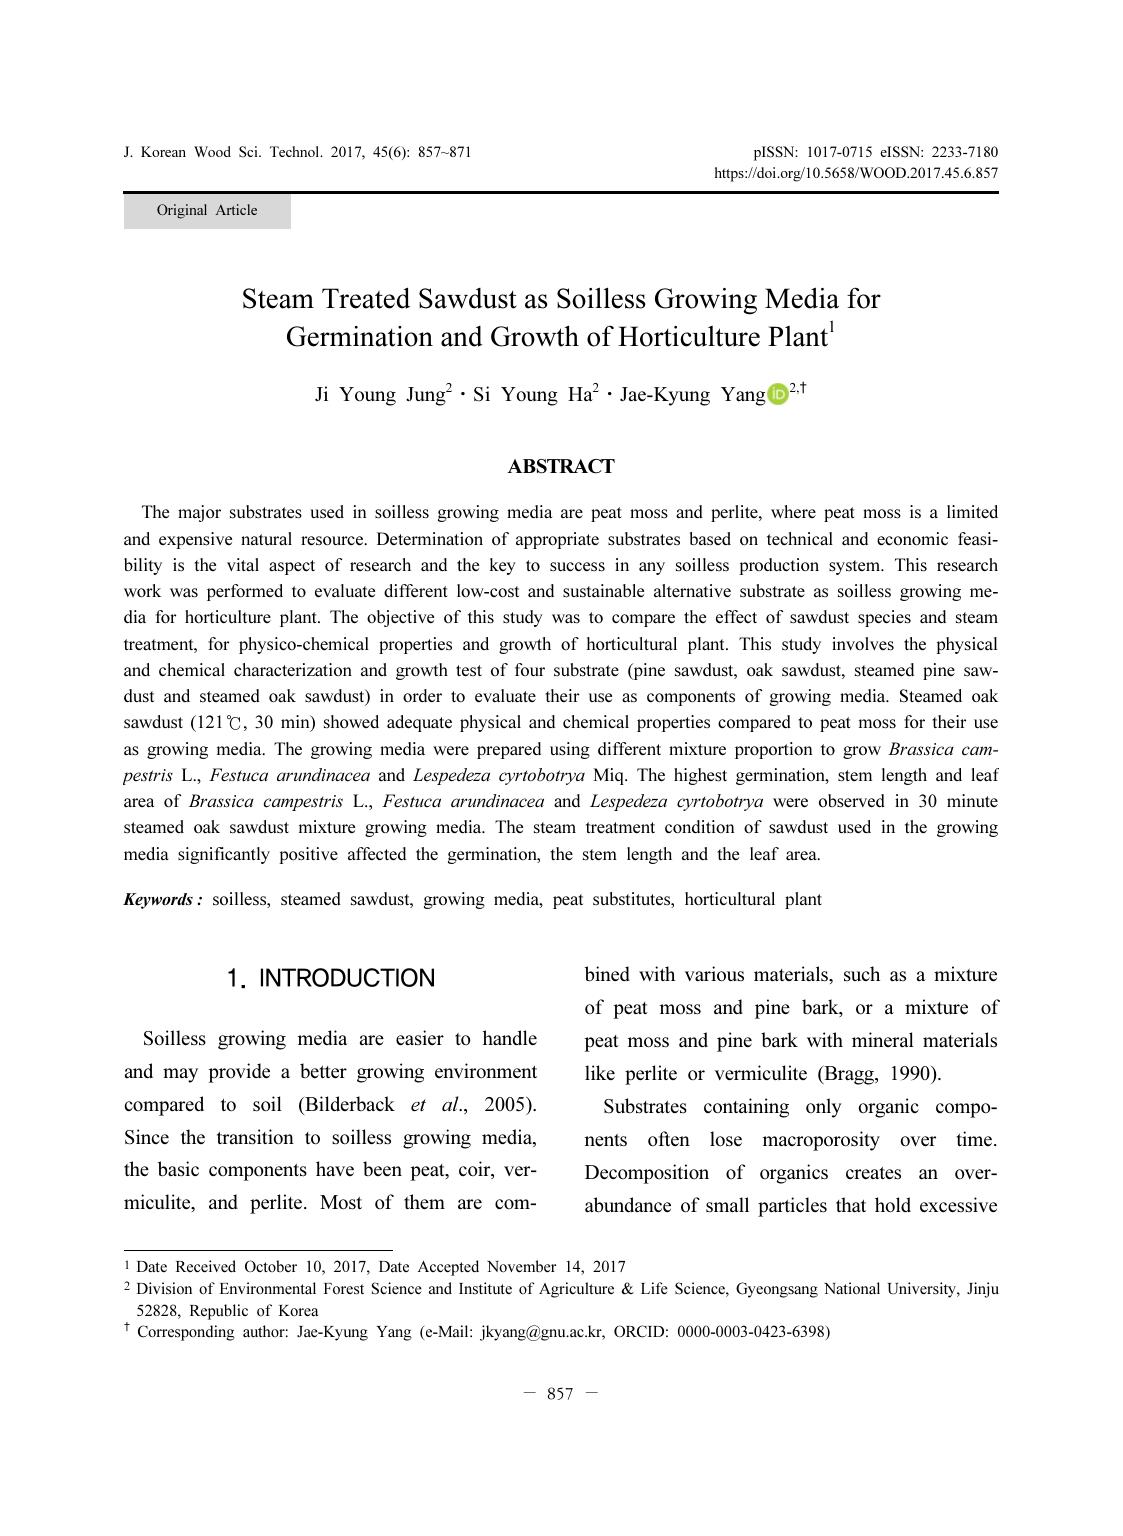 J. Korean Wood Sci. Technol. 2017, 45(6): 857~871
pISSN: 1017-0715 eISSN: 2233-7180
https://doi.org/10.5658/WOOD.2017.45.6.857
Original Article
Steam Treated Sawdust as Soilless Growing Media for
Germination and Growth of Horticulture Plant1
Ji Young Jung2・Si Young Ha2・Jae-Kyung Yang iD 2,†
ABSTRACT
The major substrates used in soilless growing media are peat moss and perlite, where peat moss is a limited
and expensive natural resource. Determination of appropriate substrates based on technical and economic feasi-
bility is the vital aspect of research and the key to success in any soilless production system. This research
work was performed to evaluate different low-cost and sustainable alternative substrate as soilless growing me-
dia for horticulture plant. The objective of this study was to compare the effect of sawdust species and steam
treatment, for physico-chemical properties and growth of horticultural plant. This study involves the physical
and chemical characterization and growth test of four substrate (pine sawdust, oak sawdust, steamed pine saw-
dust and steamed oak sawdust) in order to evaluate their use as components of growing media. Steamed oak
sawdust (121℃, 30 min) showed adequate physical and chemical properties compared to peat moss for their use
as growing media. The growing media were prepared using different mixture proportion to grow Brassica cam-
pestris L., Festuca arundinacea and Lespedeza cyrtobotrya Miq. The highest germination, stem length and leaf
area of Brassica campestris L., Festuca arundinacea and Lespedeza cyrtobotrya were observed in 30 minute
steamed oak sawdust mixture growing media. The steam treatment condition of sawdust used in the growing
media significantly positive affected the germination, the stem length and the leaf area.
Keywords : soilless, steamed sawdust, growing media, peat substitutes, horticultural plant
1. INTRODUCTION
Soilless growing media are easier to handle
and may provide a better growing environment
compared to soil (Bilderback et al., 2005).
Since the transition to soilless growing media,
the basic components have been peat, coir, ver-
miculite, and perlite. Most of them are com-
bined with various materials, such as a mixture
of peat moss and pine bark, or a mixture of
peat moss and pine bark with mineral materials
like perlite or vermiculite (Bragg, 1990).
Substrates containing only organic compo-
nents often lose macroporosity over time.
Decomposition of organics creates an over-
abundance of small particles that hold excessive
1 Date Received October 10, 2017, Date Accepted November 14, 2017
2 Division of Environmental Forest Science and Institute of Agriculture & Life Science, Gyeongsang National University, Jinju
52828, Republic of Korea
† Corresponding author: Jae-Kyung Yang (e-Mail: jkyang@gnu.ac.kr, ORCID: 0000-0003-0423-6398)
－ 857 －